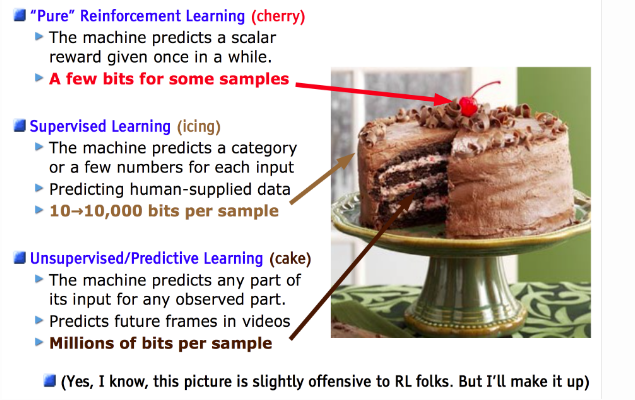 “Pure” Reinforcement Learning (cherry)
The machine predicts a scalar
reward given once in a while.
A few bits for some samples
Supervised Learning (icing)
The machine predicts a category
or a few numbers for each input
Predicting human-supplied data
10→10,000 bits per sample
Unsupervised/Predictive Learning (cake)
The machine predicts any part of
its input for any observed part.
Predicts future frames in videos
Millions of bits per sample
(Yes, I know, this picture is slightly offensive to RL folks. But I’ll make it up)